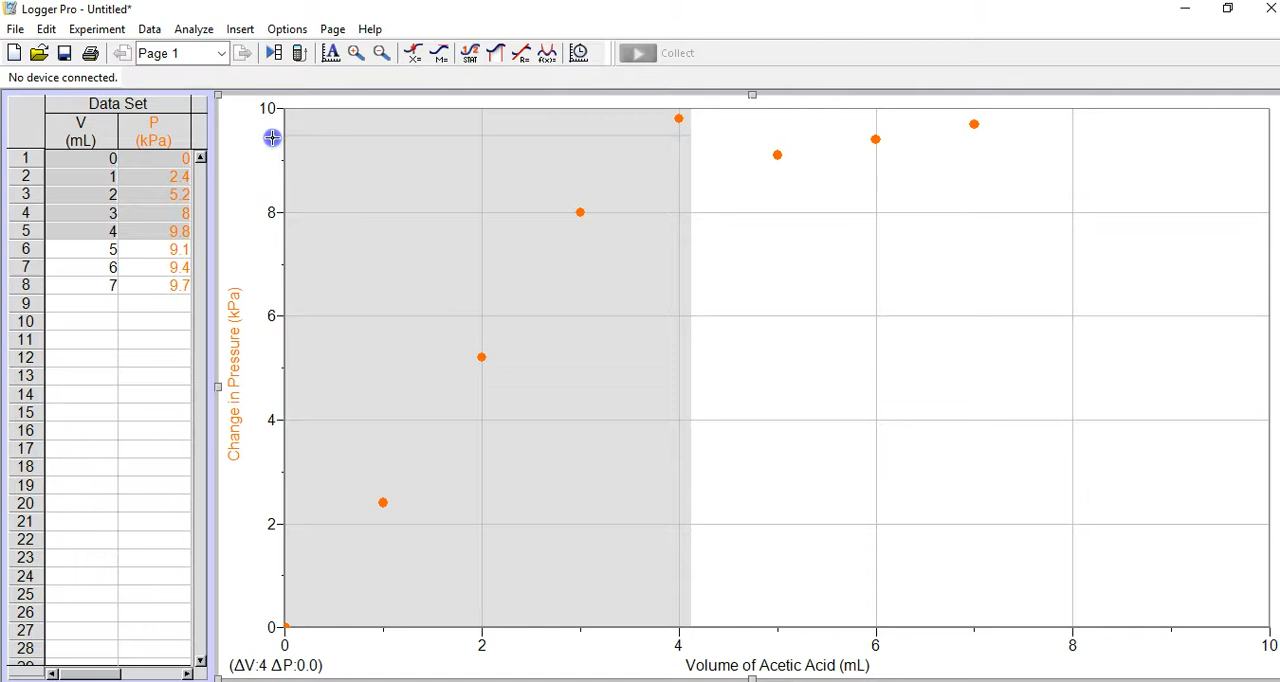 Logger Pro - Untitled*
File Edit Experiment Data Analyze Insert Options Page Help
Page 1
X= M= STAT R= f(x)= Collect
No device connected.
Data Set
V P
(mL) (kPa)
1 0 0
2 1 2.4
3 2 5.2
4 3 8
5 4 9.8
6 5 9.1
7 6 9.4
8 7 9.7
9
10
11
12
13
14
15
16
17
18
19
20
21
22
23
24
25
26
27
28
Change in Pressure (kPa)
10
8
6
4
2
0
0 2 4 6 8 10
(ΔV:4 ΔP:0.0)
Volume of Acetic Acid (mL)